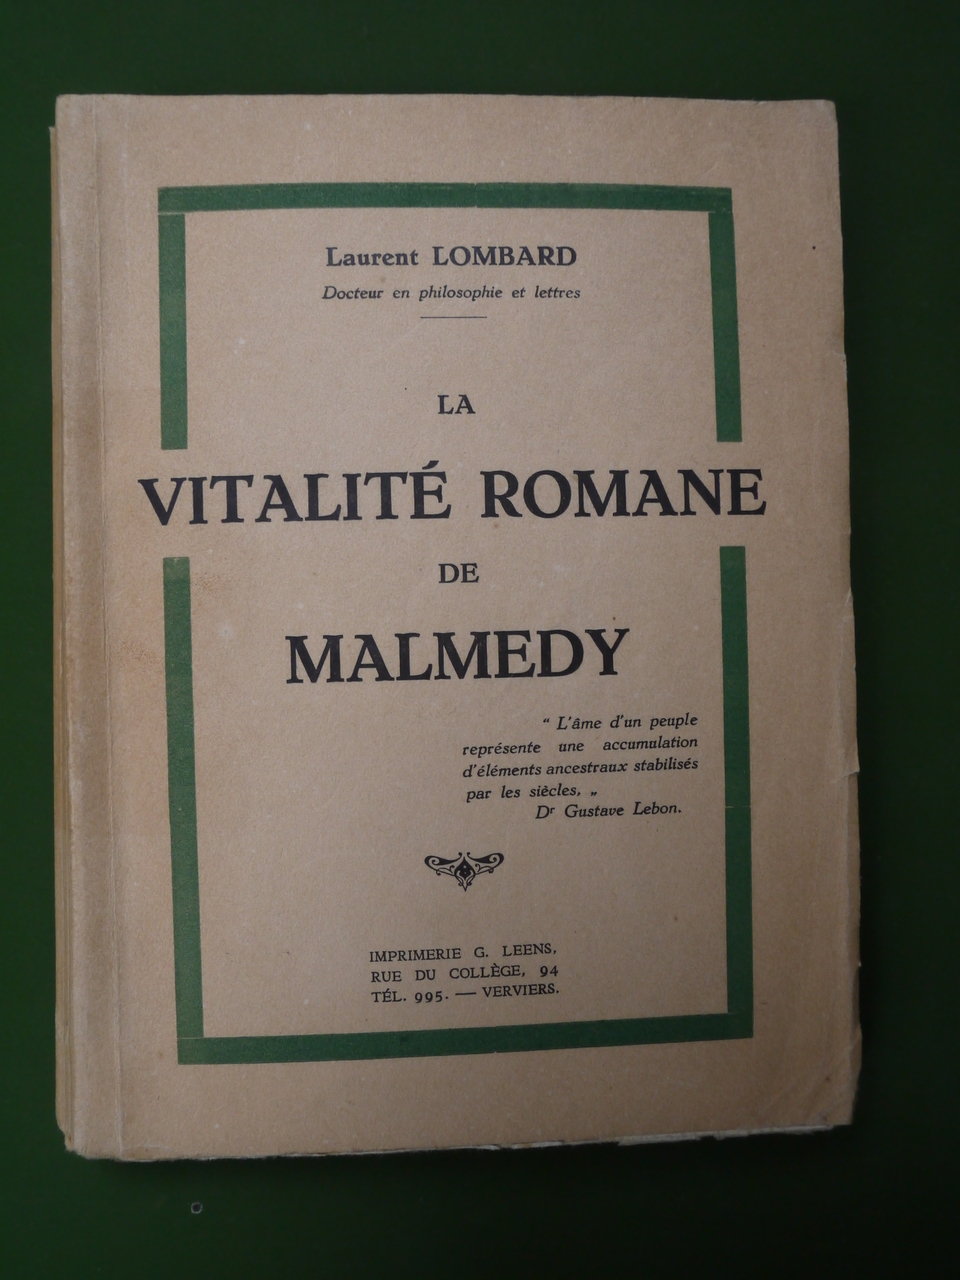 Laurent LOMBARD
Docteur en philosophie et lettres
LA
VITALITÉ ROMANE
DE
MALMEDY
“ L'âme d'un peuple
représente une accumulation
d'éléments ancestraux stabilisés
par les siècles. „
Dr Gustave Lebon.
IMPRIMERIE G. LEENS,
RUE DU COLLÈGE, 94
TÉL. 995. — VERVIERS.